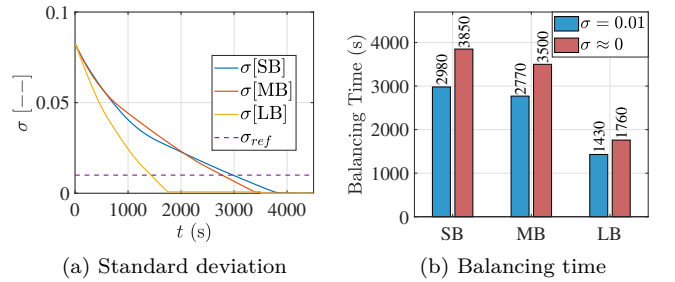 0.1
0.05
0
σ [−−]
σ[SB]
σ[MB]
σ[LB]
σref
0 1000 2000 3000 4000
t (s)
(a) Standard deviation
Balancing Time (s)
4000
3000
2000
1000
0
σ = 0.01
σ ≈ 0
2980 3850
2770 3500
1430 1760
SB MB LB
(b) Balancing time